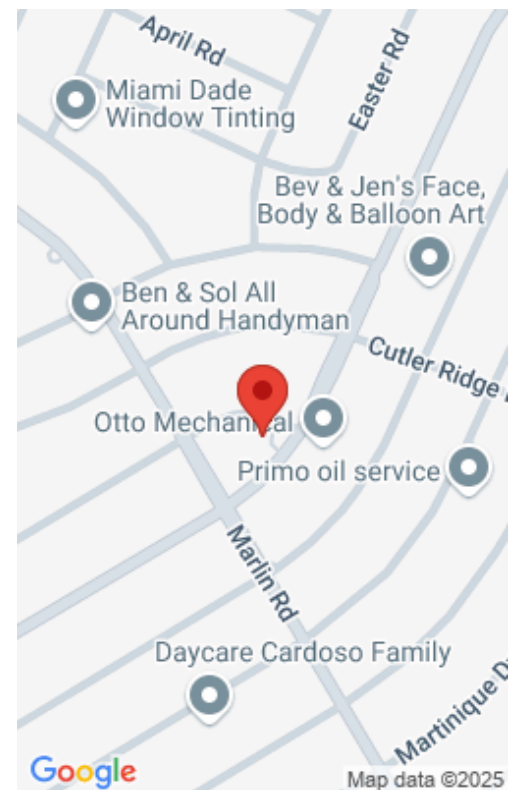 April Rd
Easter Rd
Miami Dade
Window Tinting
Bev & Jen's Face,
Body & Balloon Art
Ben & Sol All
Around Handyman
Cutler Ridge
Otto Mechanical
Primo oil service
Marlin Rd
Daycare Cardoso Family
Martinique D
Google
Map data ©2025